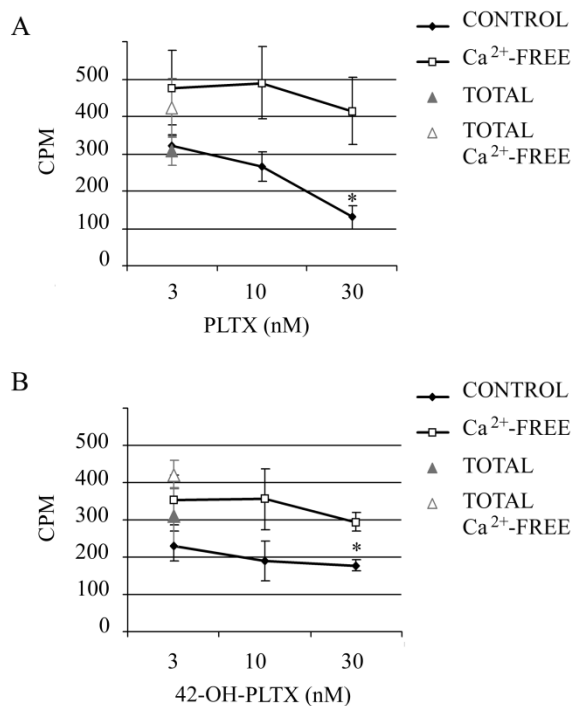 A
CONTROL
Ca²⁺-FREE
TOTAL
TOTAL
Ca²⁺-FREE
CPM
500
400
300
200
100
0
*
3 10 30
PLTX (nM)
B
CONTROL
Ca²⁺-FREE
TOTAL
TOTAL
Ca²⁺-FREE
CPM
500
400
300
200
100
0
*
3 10 30
42-OH-PLTX (nM)